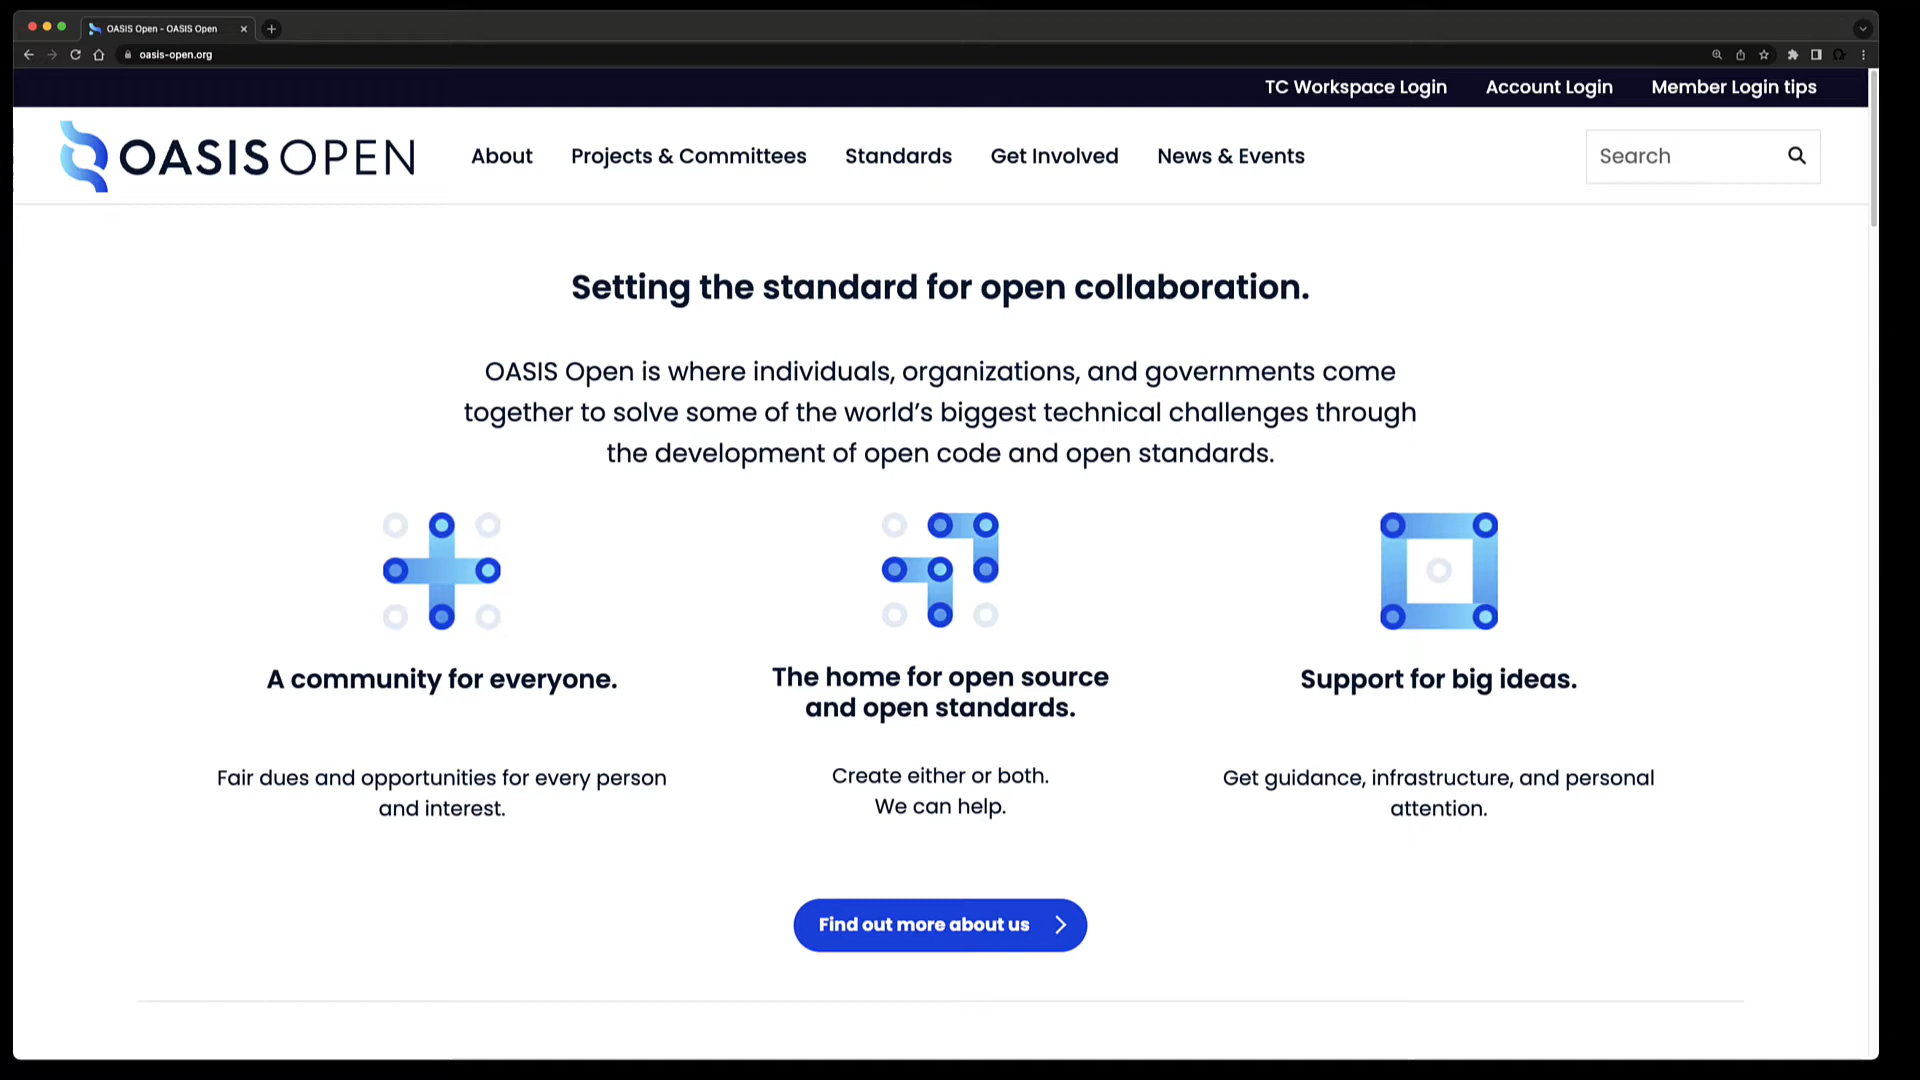 OASIS Open - OASIS Open
oasis-open.org
TC Workspace Login Account Login Member Login tips
OASIS OPEN About Projects & Committees Standards Get Involved News & Events Search
Setting the standard for open collaboration.
OASIS Open is where individuals, organizations, and governments come
together to solve some of the world's biggest technical challenges through
the development of open code and open standards.
A community for everyone.
Fair dues and opportunities for every person
and interest.
The home for open source
and open standards.
Create either or both.
We can help.
Support for big ideas.
Get guidance, infrastructure, and personal
attention.
Find out more about us